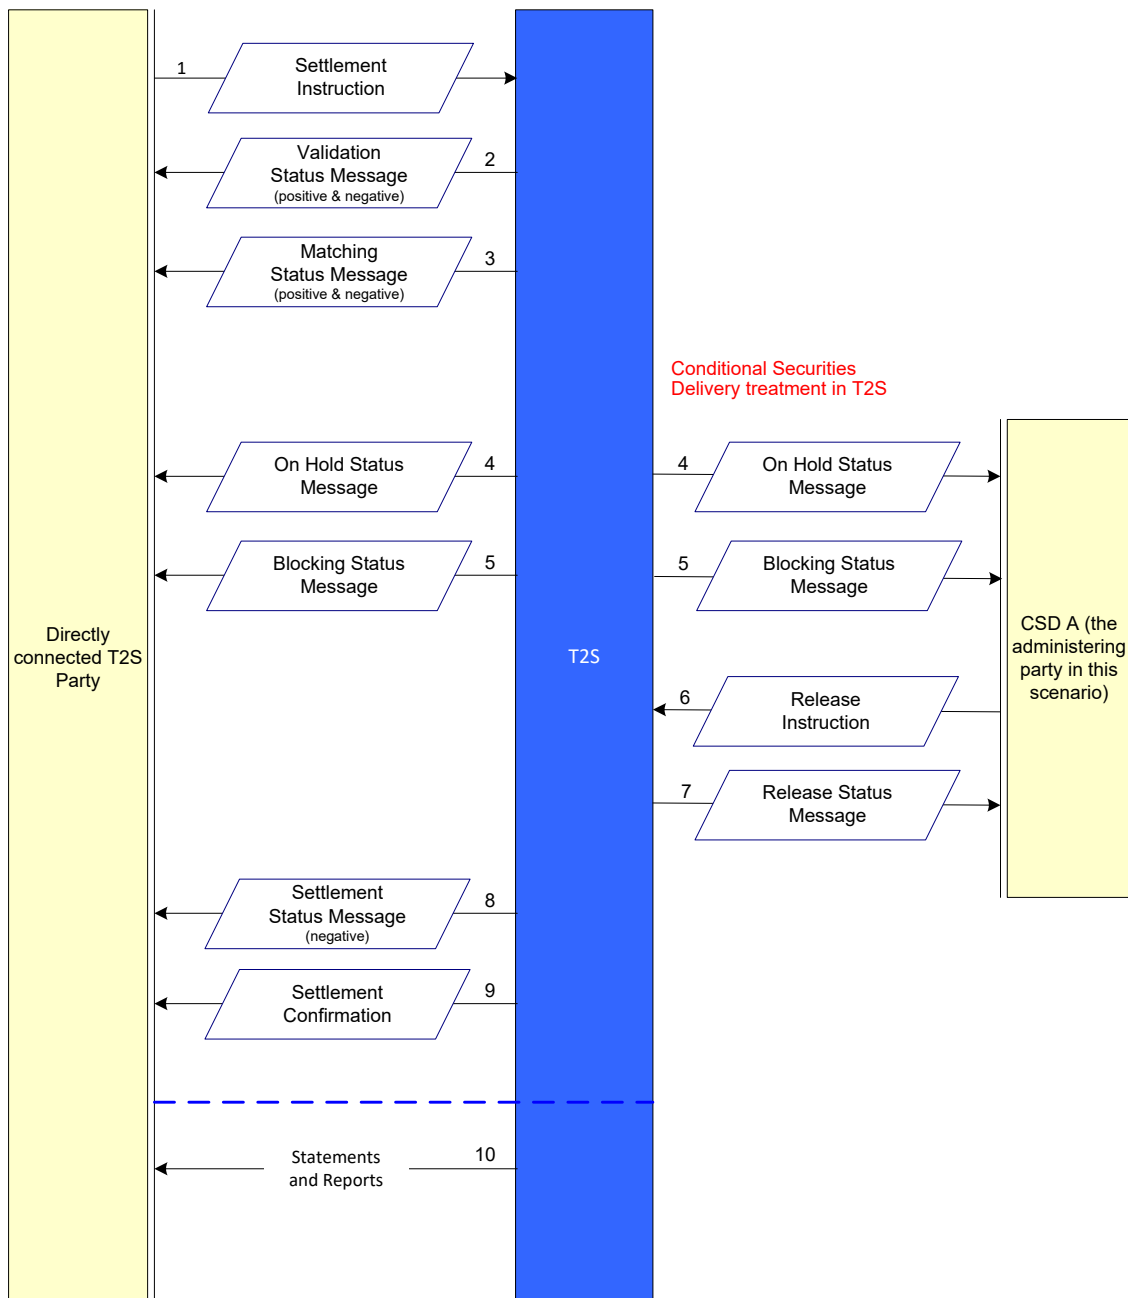 1
Settlement
Instruction
Validation
Status Message
(positive & negative)
2
Matching
Status Message
(positive & negative)
3
Conditional Securities
Delivery treatment in T2S
On Hold Status
Message
4
4
On Hold Status
Message
Blocking Status
Message
5
5
Blocking Status
Message
Directly
connected T2S
Party
T2S
CSD A (the
administering
party in this
scenario)
6
Release
Instruction
7
Release Status
Message
Settlement
Status Message
(negative)
8
Settlement
Confirmation
9
Statements
and Reports
10